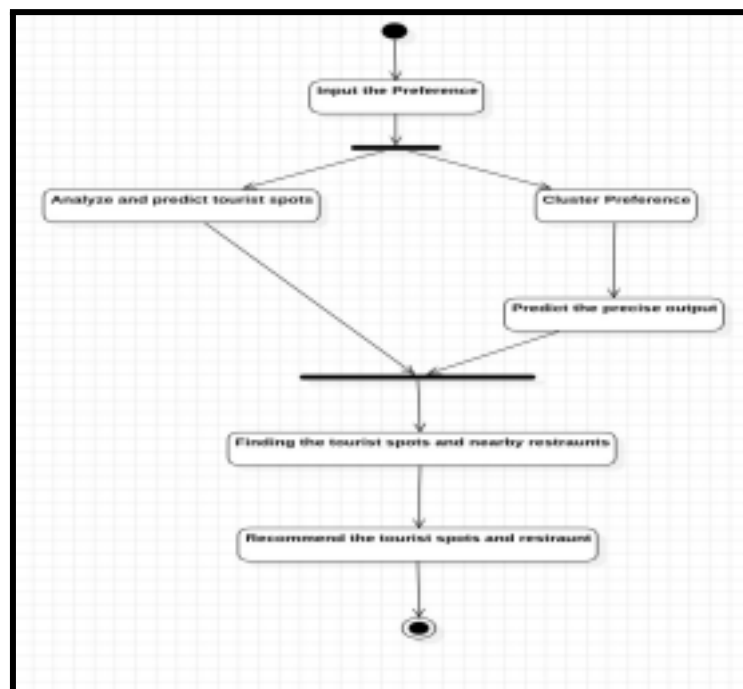 Input the Preference
Analyze and predict tourist spots
Cluster Preference
Predict the precise output
Finding the tourist spots and nearby restraunts
Recommend the tourist spots and restraunt